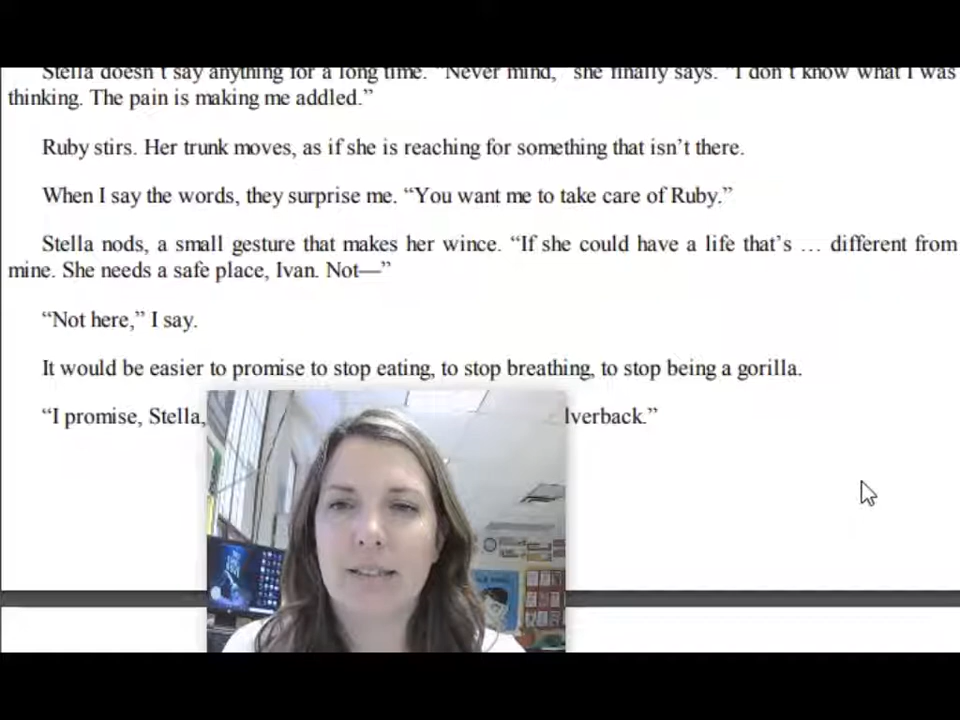 Stella doesn't say anything for a long time. “Never mind,” she finally says. “I don't know what I was
thinking. The pain is making me addled.”
Ruby stirs. Her trunk moves, as if she is reaching for something that isn’t there.
When I say the words, they surprise me. “You want me to take care of Ruby.”
Stella nods, a small gesture that makes her wince. “If she could have a life that’s … different from
mine. She needs a safe place, Ivan. Not—”
“Not here,” I say.
It would be easier to promise to stop eating, to stop breathing, to stop being a gorilla.
“I promise, Stella, lverback.”